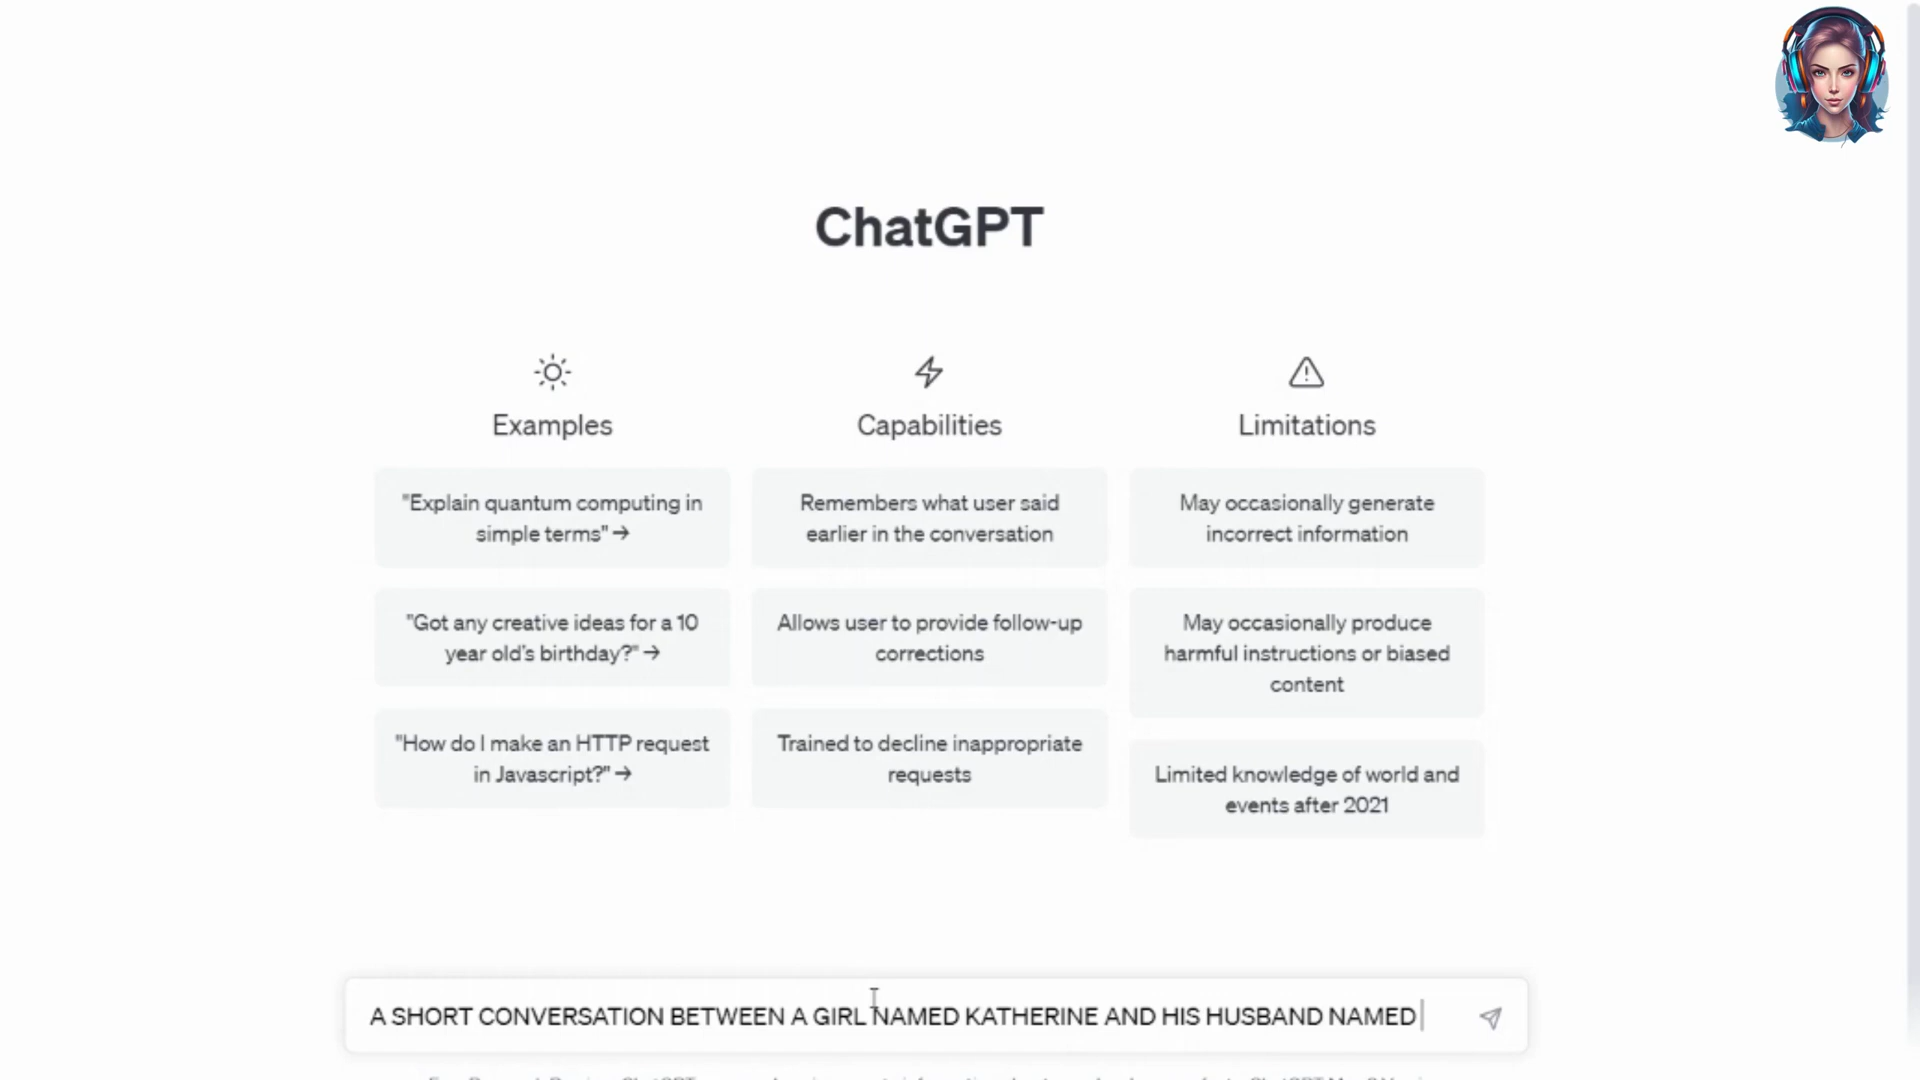 ChatGPT
Examples
"Explain quantum computing in
simple terms" →
"Got any creative ideas for a 10
year old's birthday?" →
"How do I make an HTTP request
in Javascript?" →
Capabilities
Remembers what user said
earlier in the conversation
Allows user to provide follow-up
corrections
Trained to decline inappropriate
requests
Limitations
May occasionally generate
incorrect information
May occasionally produce
harmful instructions or biased
content
Limited knowledge of world and
events after 2021
A SHORT CONVERSATION BETWEEN A GIRL NAMED KATHERINE AND HIS HUSBAND NAMED